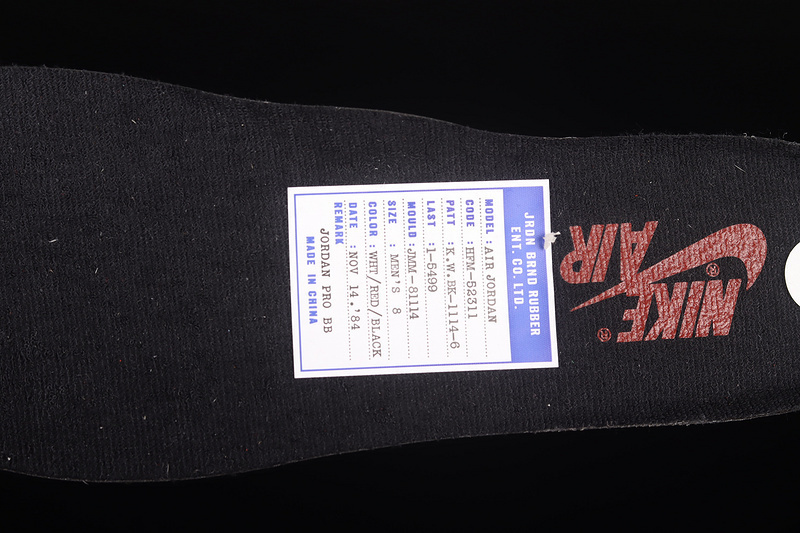 JRDN BRND RUBBER
ENT. CO. LTD.
MODEL : AIR JORDAN
CODE : HFM-52311
PATT : K.W.BK-1114-6
LAST : 1-5499
MOULD : JMM-81114
SIZE : MEN'S 8
COLOR : WHT/RED/BLACK
DATE : NOV 14.'84
REMARK
JORDAN PRO BB
MADE IN CHINA
NIKE ®
®
AIR